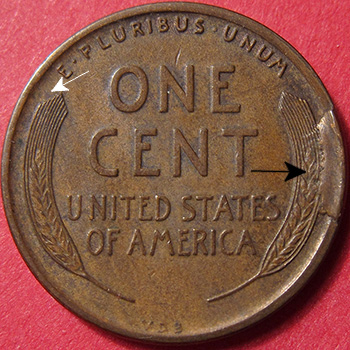 E·PLURIBUS·UNUM
ONE
CENT
UNITED STATES
OF AMERICA
V.D.B.